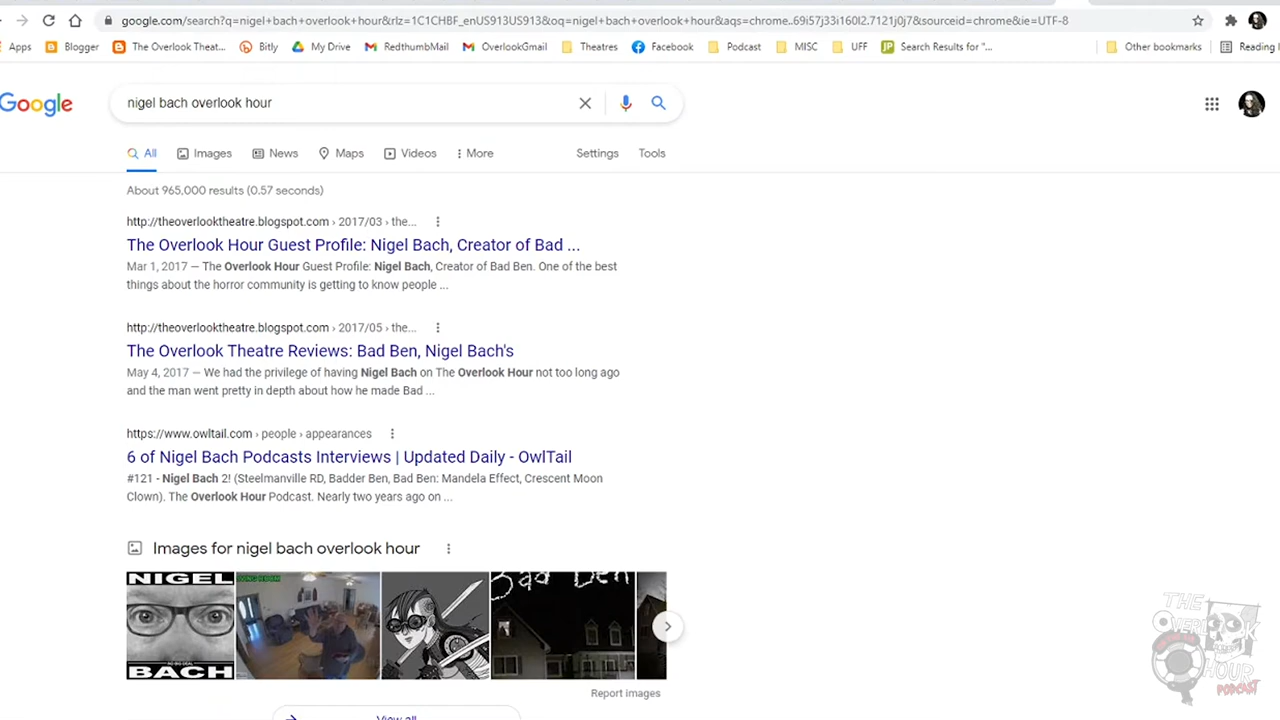 google.com/search?q=nigel+bach+overlook+hour&rlz=1C1CHBF_enUS913US913&oq=nigel+bach+overlook+hour&aqs=chrome..69i57j33i160l2.7121j0j7&sourceid=chrome&ie=UTF-8
Apps Blogger The Overlook Theat... Bitly My Drive RedthumbMail OverlookGmail Theatres Facebook Podcast MISC UFF Search Results for "... Other bookmarks Reading
Google nigel bach overlook hour
All Images News Maps Videos More Settings Tools
About 965,000 results (0.57 seconds)
http://theoverlooktheatre.blogspot.com › 2017/03 › the...
The Overlook Hour Guest Profile: Nigel Bach, Creator of Bad ...
Mar 1, 2017 — The Overlook Hour Guest Profile: Nigel Bach, Creator of Bad Ben. One of the best
things about the horror community is getting to know people ...
http://theoverlooktheatre.blogspot.com › 2017/05 › the...
The Overlook Theatre Reviews: Bad Ben, Nigel Bach's
May 4, 2017 — We had the privilege of having Nigel Bach on The Overlook Hour not too long ago
and the man went pretty in depth about how he made Bad ...
https://www.owltail.com › people › appearances
6 of Nigel Bach Podcasts Interviews | Updated Daily - OwlTail
#121 - Nigel Bach 2! (Steelmanville RD, Badder Ben, Bad Ben: Mandela Effect, Crescent Moon
Clown). The Overlook Hour Podcast. Nearly two years ago on ...
Images for nigel bach overlook hour
NIGEL
BACH
Bad Ben
Report images
View all
THE
OVERLOOK
HOUR
PODCAST